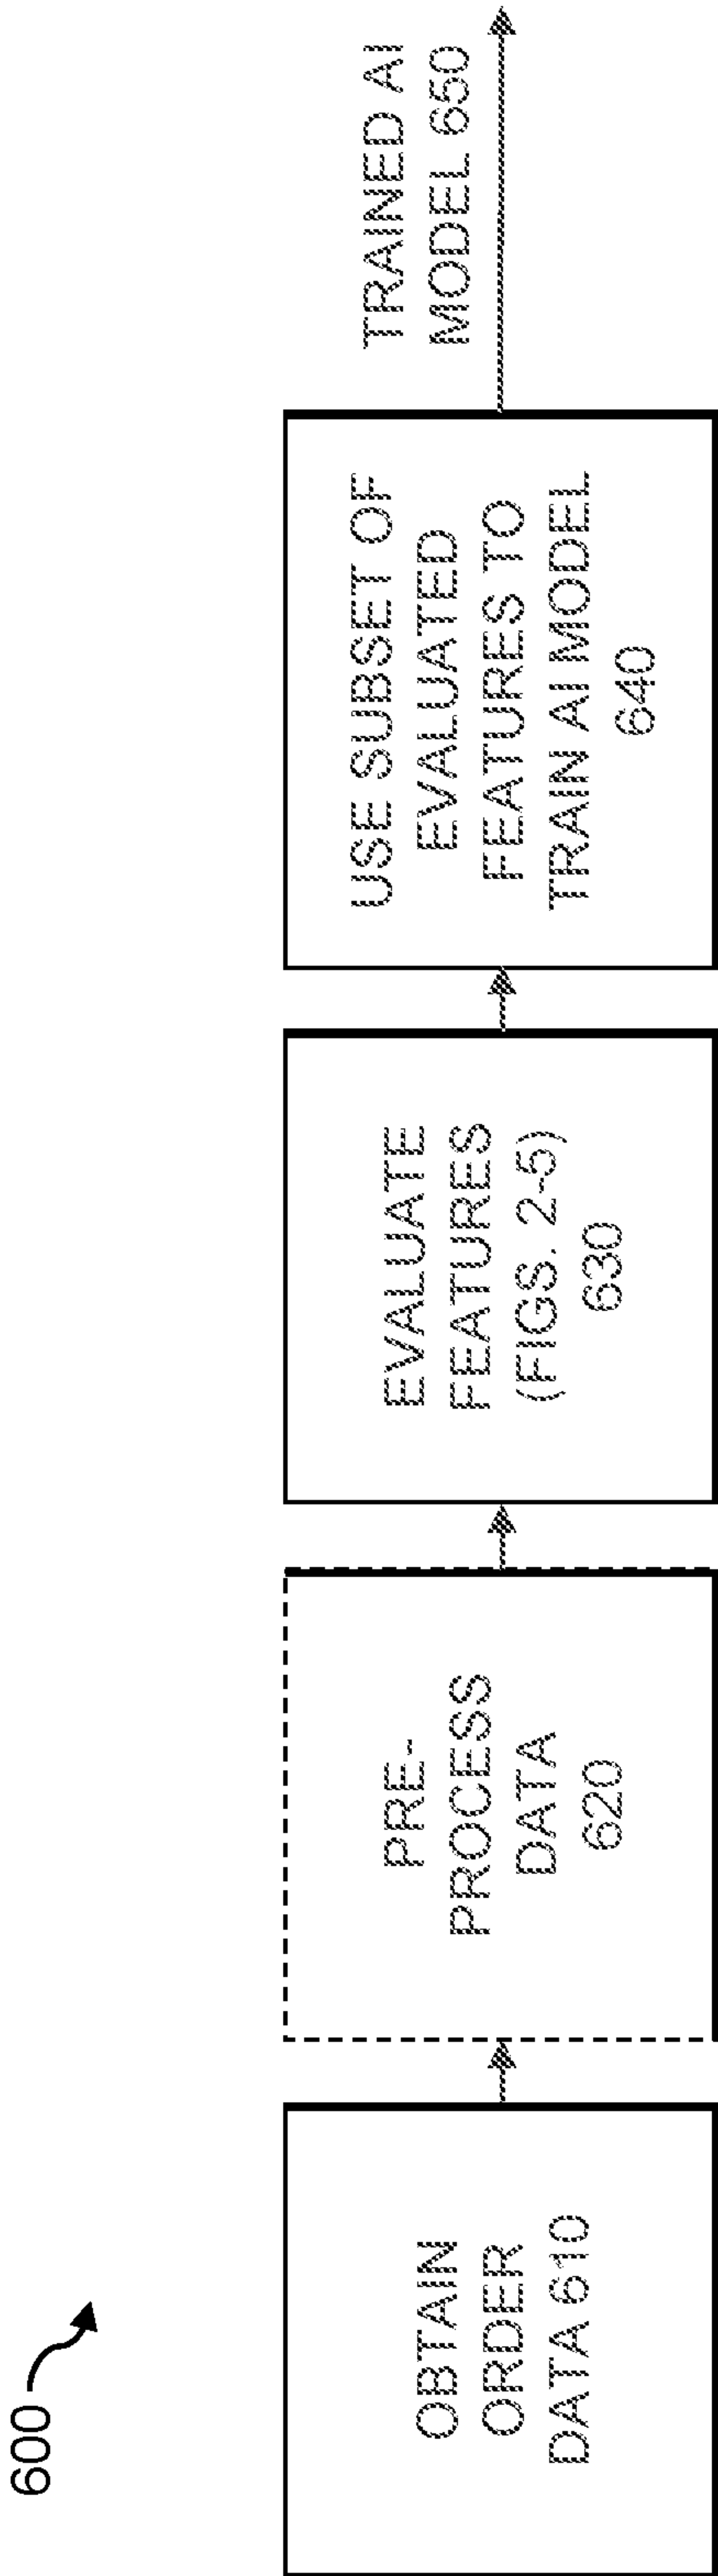 600
OBTAIN
ORDER
DATA 610
PRE-
PROCESS
DATA
620
EVALUATE
FEATURES
(FIGS. 2-5)
630
USE SUBSET OF
EVALUATED
FEATURES TO
TRAIN AI MODEL
640
TRAINED AI
MODEL 650